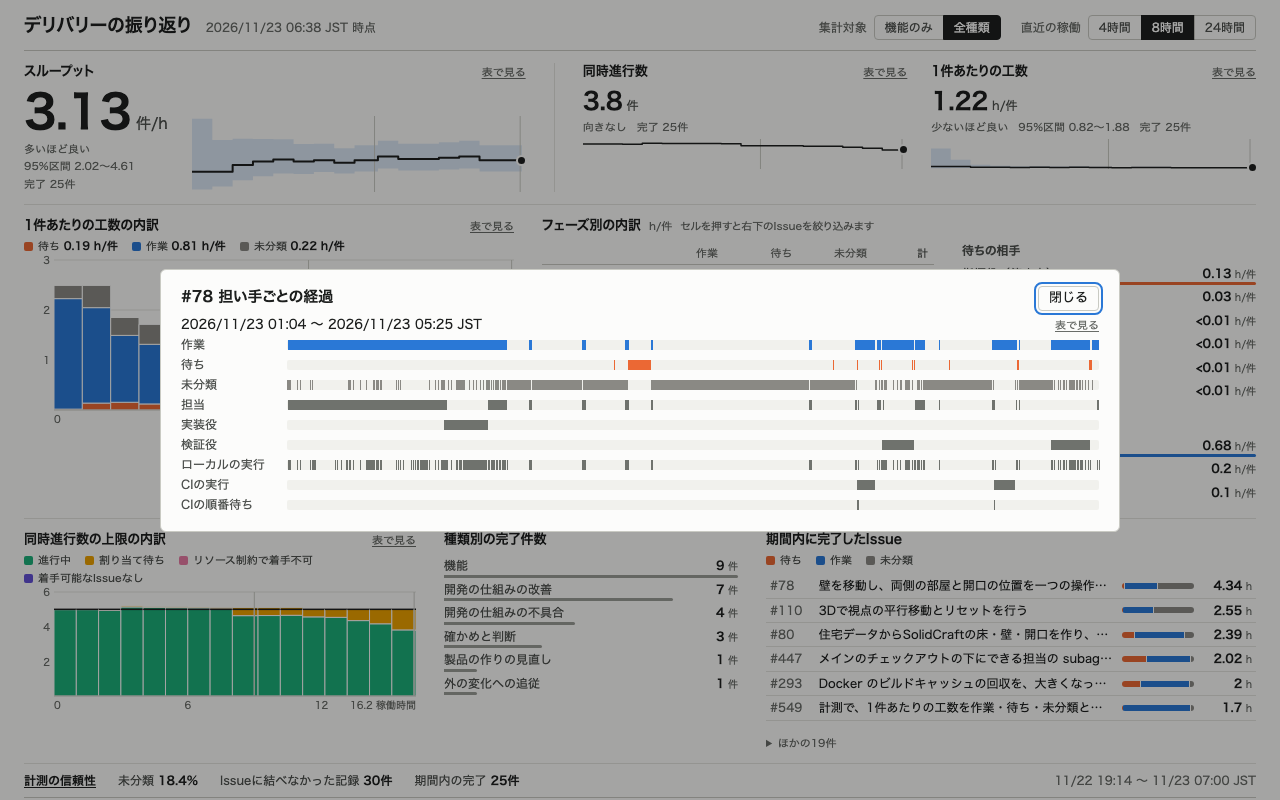 デリバリーの振り返り 2026/11/23 06:38 JST 時点 集計対象 機能のみ 全種類 直近の稼働 4時間 8時間 24時間
スループット 表で見る
3.13 件/h
多いほど良い
95%区間 2.02〜4.61
完了 25件
同時進行数 表で見る
3.8 件
向きなし 完了 25件
1件あたりの工数 表で見る
1.22 h/件
少ないほど良い 95%区間 0.82〜1.88 完了 25件
1件あたりの工数の内訳 表で見る
待ち 0.19 h/件 作業 0.81 h/件 未分類 0.22 h/件
3
2
1
0
フェーズ別の内訳 h/件 セルを押すと右下のIssueを絞り込みます
作業 待ち 未分類 計
待ちの相手
0.13 h/件
0.03 h/件
<0.01 h/件
<0.01 h/件
<0.01 h/件
<0.01 h/件
0.68 h/件
0.2 h/件
0.1 h/件
#78 担い手ごとの経過 閉じる
2026/11/23 01:04 〜 2026/11/23 05:25 JST 表で見る
作業
待ち
未分類
担当
実装役
検証役
ローカルの実行
CIの実行
CIの順番待ち
同時進行数の上限の内訳 表で見る
進行中 割り当て待ち リソース制約で着手不可
着手可能なIssueなし
6
4
2
0 6 12 16.2 稼働時間
種類別の完了件数
機能 9 件
開発の仕組みの改善 7 件
開発の仕組みの不具合 4 件
確かめと判断 3 件
製品の作りの見直し 1 件
外の変化への追従 1 件
期間内に完了したIssue
待ち 作業 未分類
#78 壁を移動し、両側の部屋と開口の位置を一つの操作… 4.34 h
#110 3Dで視点の平行移動とリセットを行う 2.55 h
#80 住宅データからSolidCraftの床・壁・開口を作り、… 2.39 h
#447 メインのチェックアウトの下にできる担当の subag… 2.02 h
#293 Docker のビルドキャッシュの回収を、大きくなっ… 2 h
#549 計測で、1件あたりの工数を作業・待ち・未分類と… 1.7 h
▶ ほかの19件
計測の信頼性 未分類 18.4% Issueに結べなかった記録 30件 期間内の完了 25件 11/22 19:14 〜 11/23 07:00 JST